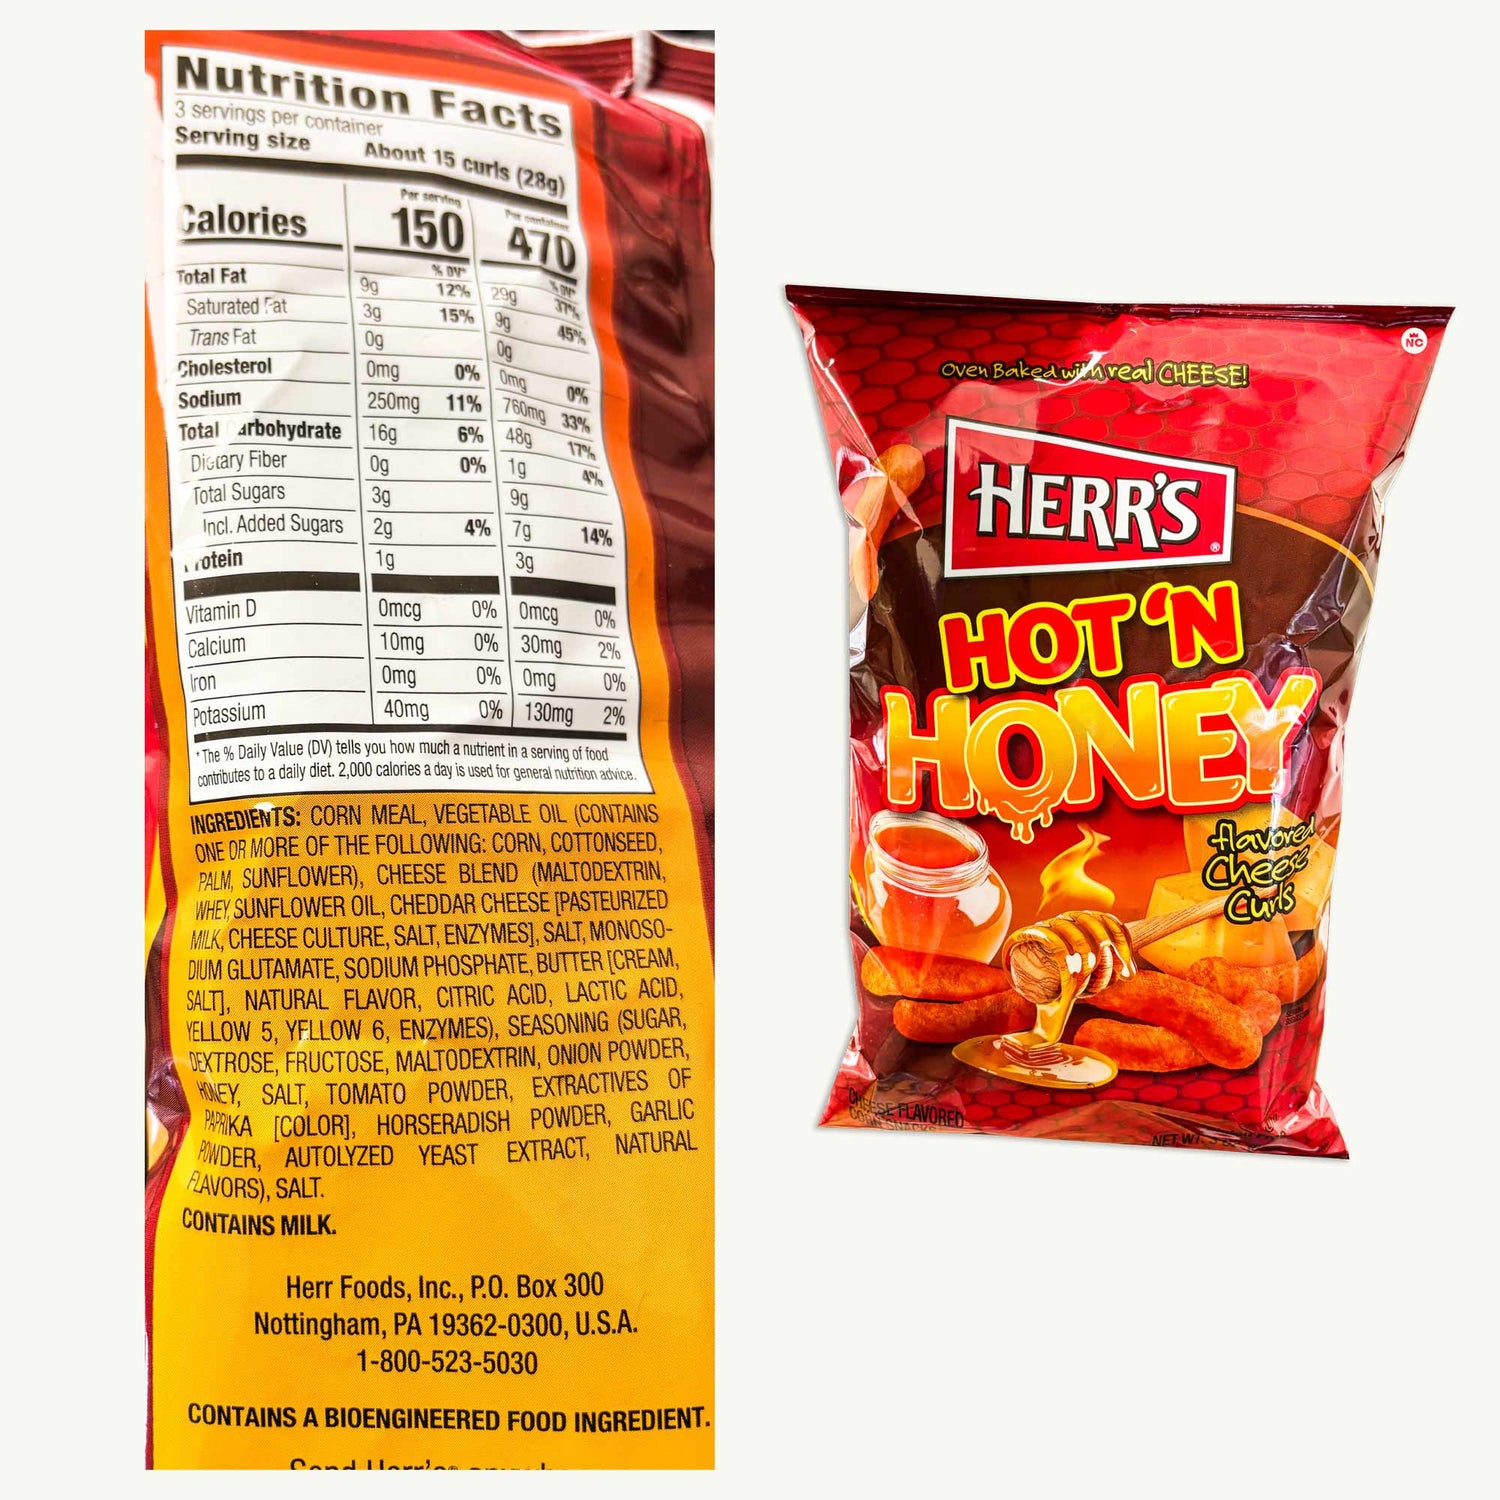 Nutrition Facts
3 servings per container
Serving size About 15 curls (28g)
Per serving Per container
Calories 150 470
% DV* % DV*
Total Fat 9g 12% 29g 37%
Saturated Fat 3g 15% 9g 45%
Trans Fat 0g 0g
Cholesterol 0mg 0% 0mg 0%
Sodium 250mg 11% 760mg 33%
Total Carbohydrate 16g 6% 48g 17%
Dietary Fiber 0g 0% 1g 4%
Total Sugars 3g 9g
Incl. Added Sugars 2g 4% 7g 14%
Protein 1g 3g
Vitamin D 0mcg 0% 0mcg 0%
Calcium 10mg 0% 30mg 2%
Iron 0mg 0% 0mg 0%
Potassium 40mg 0% 130mg 2%
* The % Daily Value (DV) tells you how much a nutrient in a serving of food
contributes to a daily diet. 2,000 calories a day is used for general nutrition advice.
INGREDIENTS: CORN MEAL, VEGETABLE OIL (CONTAINS
ONE OR MORE OF THE FOLLOWING: CORN, COTTONSEED,
PALM, SUNFLOWER), CHEESE BLEND (MALTODEXTRIN,
WHEY, SUNFLOWER OIL, CHEDDAR CHEESE [PASTEURIZED
MILK, CHEESE CULTURE, SALT, ENZYMES], SALT, MONOSO-
DIUM GLUTAMATE, SODIUM PHOSPHATE, BUTTER [CREAM,
SALT], NATURAL FLAVOR, CITRIC ACID, LACTIC ACID,
YELLOW 5, YELLOW 6, ENZYMES), SEASONING (SUGAR,
DEXTROSE, FRUCTOSE, MALTODEXTRIN, ONION POWDER,
HONEY, SALT, TOMATO POWDER, EXTRACTIVES OF
PAPRIKA [COLOR], HORSERADISH POWDER, GARLIC
POWDER, AUTOLYZED YEAST EXTRACT, NATURAL
FLAVORS), SALT.
CONTAINS MILK.
Herr Foods, Inc., P.O. Box 300
Nottingham, PA 19362-0300, U.S.A.
1-800-523-5030
CONTAINS A BIOENGINEERED FOOD INGREDIENT.
Send Herr's®
NC
Oven Baked with real CHEESE!
HERR'S®
HOT 'N
HONEY
flavored
Cheese
Curls
CHEESE FLAVORED
CORN SNACKS
NET WT. 3